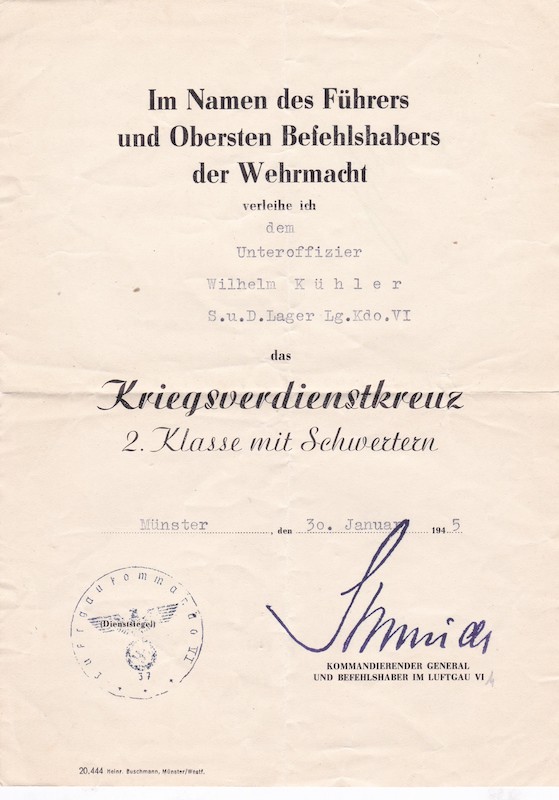 Im Namen des Führers
und Obersten Befehlshabers
der Wehrmacht
verleihe ich
dem
Unteroffizier
Wilhelm Kühler
S.u.D.Lager Lg.Kdo.VI
das
Kriegsverdienstkreuz
2. Klasse mit Schwertern
Münster, den 30. Januar 1945
Luftgaukommando VI
(Dienstsiegel)
37
Schmidt
KOMMANDIERENDER GENERAL
UND BEFEHLSHABER IM LUFTGAU VI
20.444 Heinr. Buschmann, Münster/Westf.